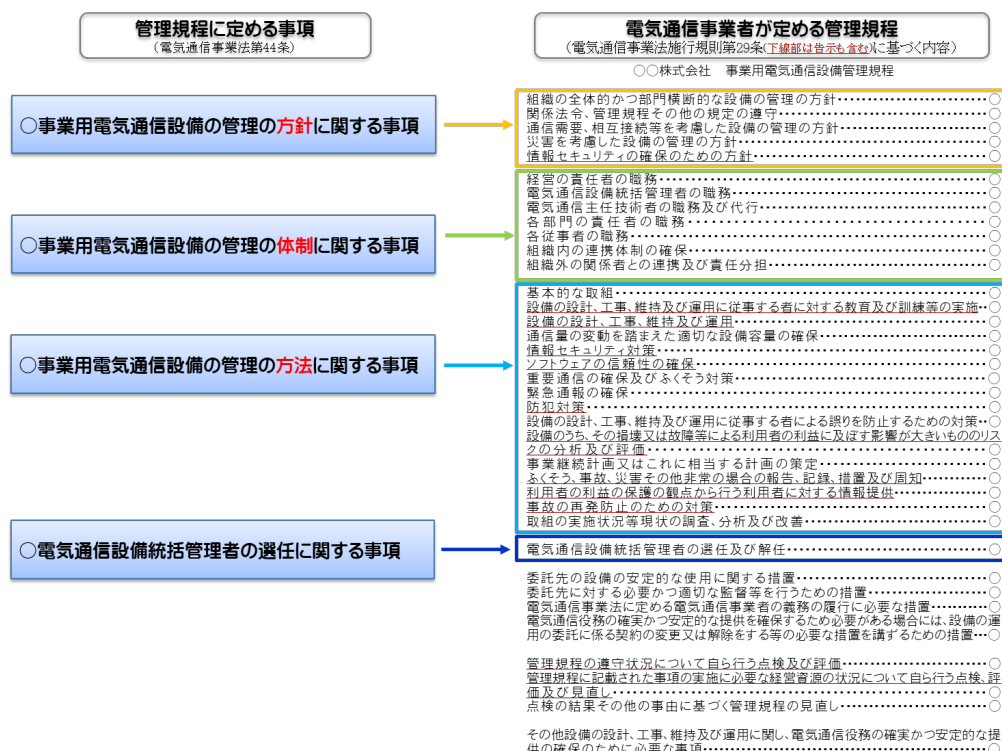 管理規程に定める事項
(電気通信事業法第44条)
○事業用電気通信設備の管理の方針に関する事項
○事業用電気通信設備の管理の体制に関する事項
○事業用電気通信設備の管理の方法に関する事項
○電気通信設備統括管理者の選任に関する事項
電気通信事業者が定める管理規程
(電気通信事業法施行規則第29条(下線部は告示も含む)に基づく内容)
○○株式会社　事業用電気通信設備管理規程
組織の全体的かつ部門横断的な設備の管理の方針‥‥‥‥‥‥‥‥○
関係法令、管理規程その他の規定の遵守‥‥‥‥‥‥‥‥‥‥‥○
通信需要、相互接続等を考慮した設備の管理の方針‥‥‥‥‥‥‥○
災害を考慮した設備の管理の方針‥‥‥‥‥‥‥‥‥‥‥‥‥○
情報セキュリティの確保のための方針‥‥‥‥‥‥‥‥‥‥‥‥○
経営の責任者の職務‥‥‥‥‥‥‥‥‥‥‥‥‥‥‥‥‥‥○
電気通信設備統括管理者の職務‥‥‥‥‥‥‥‥‥‥‥‥‥‥○
電気通信主任技術者の職務及び代行‥‥‥‥‥‥‥‥‥‥‥‥○
各部門の責任者の職務‥‥‥‥‥‥‥‥‥‥‥‥‥‥‥‥‥○
各従事者の職務‥‥‥‥‥‥‥‥‥‥‥‥‥‥‥‥‥‥‥‥○
組織内の連携体制の確保‥‥‥‥‥‥‥‥‥‥‥‥‥‥‥‥○
組織外の関係者との連携及び責任分担‥‥‥‥‥‥‥‥‥‥‥○
基本的な取組‥‥‥‥‥‥‥‥‥‥‥‥‥‥‥‥‥‥‥‥‥○
設備の設計、工事、維持及び運用に従事する者に対する教育及び訓練等の実施‥○
設備の設計、工事、維持及び運用‥‥‥‥‥‥‥‥‥‥‥‥‥○
通信量の変動を踏まえた適切な設備容量の確保‥‥‥‥‥‥‥‥○
情報セキュリティ対策‥‥‥‥‥‥‥‥‥‥‥‥‥‥‥‥‥○
ソフトウェアの信頼性の確保‥‥‥‥‥‥‥‥‥‥‥‥‥‥‥○
重要通信の確保及びふくそう対策‥‥‥‥‥‥‥‥‥‥‥‥‥○
緊急通報の確保‥‥‥‥‥‥‥‥‥‥‥‥‥‥‥‥‥‥‥‥○
防犯対策‥‥‥‥‥‥‥‥‥‥‥‥‥‥‥‥‥‥‥‥‥‥○
設備の設計、工事、維持及び運用に従事する者による誤りを防止するための対策‥○
設備のうち、その損壊又は故障等による利用者の利益に及ぼす影響が大きいもののリス
クの分析及び評価‥‥‥‥‥‥‥‥‥‥‥‥‥‥‥‥‥‥‥○
事業継続計画又はこれに相当する計画の策定‥‥‥‥‥‥‥‥‥○
ふくそう、事故、災害その他非常の場合の報告、記録、措置及び周知‥‥‥○
利用者の利益の保護の観点から行う利用者に対する情報提供‥‥‥‥○
事故の再発防止のための対策‥‥‥‥‥‥‥‥‥‥‥‥‥‥‥○
取組の実施状況等現状の調査、分析及び改善‥‥‥‥‥‥‥‥‥○
電気通信設備統括管理者の選任及び解任‥‥‥‥‥‥‥‥‥‥‥○
委託先の設備の安定的な使用に関する措置‥‥‥‥‥‥‥‥‥‥○
委託先に対する必要かつ適切な監督等を行うための措置‥‥‥‥‥‥○
電気通信事業法に定める電気通信事業者の義務の履行に必要な措置‥‥‥○
電気通信役務の確実かつ安定的な提供を確保するため必要がある場合には、設備の運
用の委託に係る契約の変更又は解除をする等の必要な措置を講ずるための措置‥○
管理規程の遵守状況について自ら行う点検及び評価‥‥‥‥‥‥‥○
管理規程に記載された事項の実施に必要な経営資源の状況について自ら行う点検、評
価及び見直し‥‥‥‥‥‥‥‥‥‥‥‥‥‥‥‥‥‥‥‥‥○
点検の結果その他の事由に基づく管理規程の見直し‥‥‥‥‥‥‥○
その他設備の設計、工事、維持及び運用に関し、電気通信役務の確実かつ安定的な提
供の確保のために必要な事項‥‥‥‥‥‥‥‥‥‥‥‥‥‥‥○